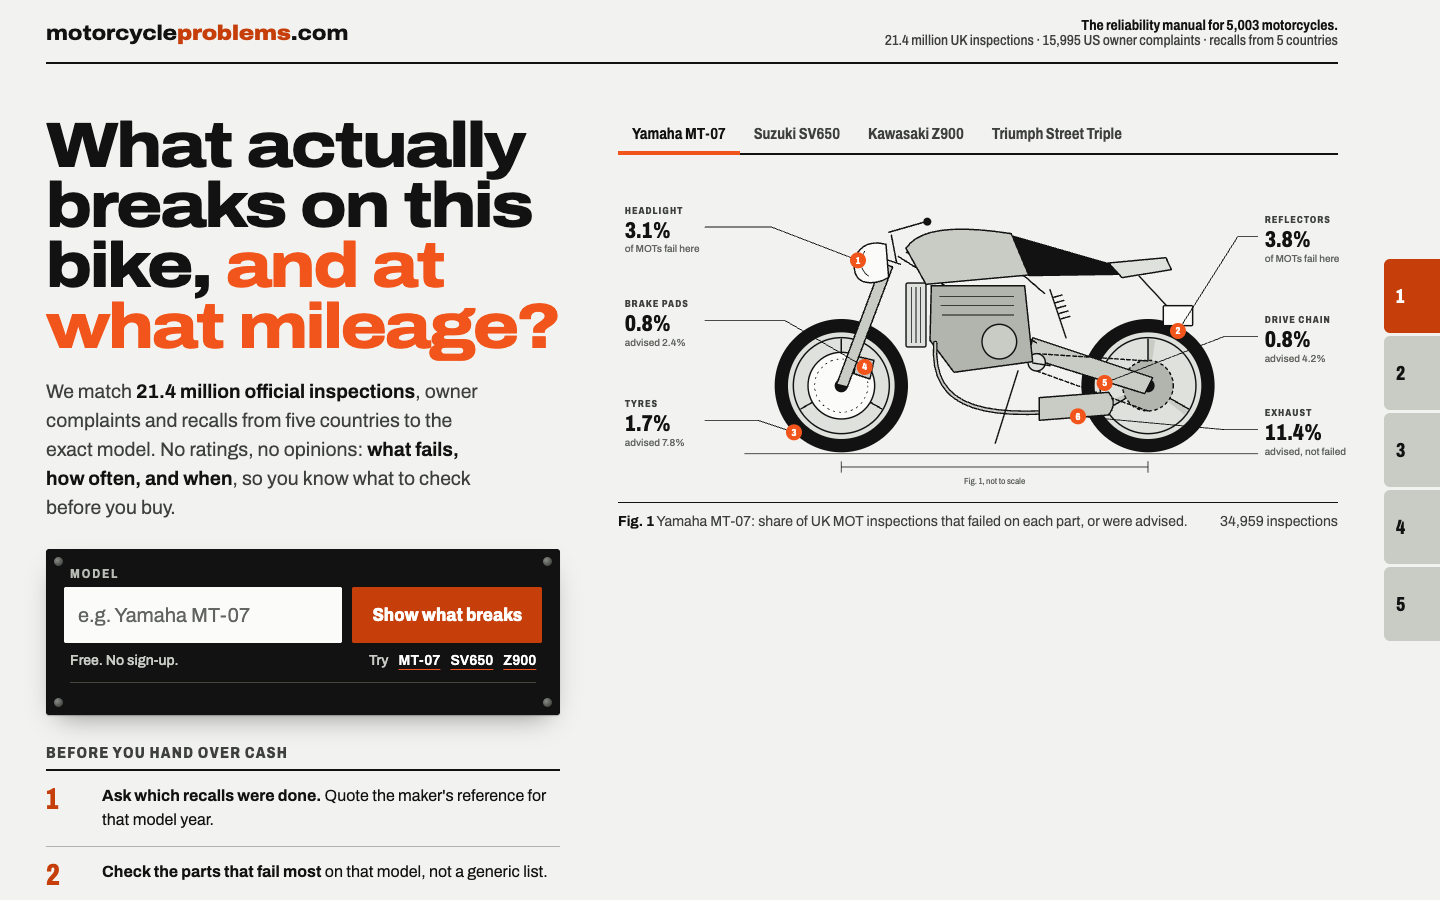 motorcycleproblems.com
The reliability manual for 5,003 motorcycles.
21.4 million UK inspections · 15,995 US owner complaints · recalls from 5 countries
What actually
breaks on this
bike, and at
what mileage?
We match 21.4 million official inspections, owner
complaints and recalls from five countries to the
exact model. No ratings, no opinions: what fails,
how often, and when, so you know what to check
before you buy.
MODEL
e.g. Yamaha MT-07
Show what breaks
Free. No sign-up.
Try MT-07 SV650 Z900
BEFORE YOU HAND OVER CASH
1
Ask which recalls were done. Quote the maker's reference for
that model year.
2
Check the parts that fail most on that model, not a generic list.
Yamaha MT-07
Suzuki SV650
Kawasaki Z900
Triumph Street Triple
HEADLIGHT
3.1%
of MOTs fail here
BRAKE PADS
0.8%
advised 2.4%
TYRES
1.7%
advised 7.8%
1
4
3
2
5
6
REFLECTORS
3.8%
of MOTs fail here
DRIVE CHAIN
0.8%
advised 4.2%
EXHAUST
11.4%
advised, not failed
Fig. 1, not to scale
Fig. 1 Yamaha MT-07: share of UK MOT inspections that failed on each part, or were advised.
34,959 inspections
1
2
3
4
5